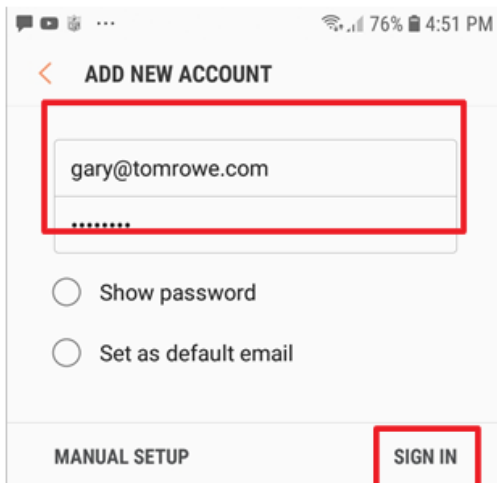 76% 4:51 PM
ADD NEW ACCOUNT
gary@tomrowe.com
••••••••
Show password
Set as default email
MANUAL SETUP SIGN IN